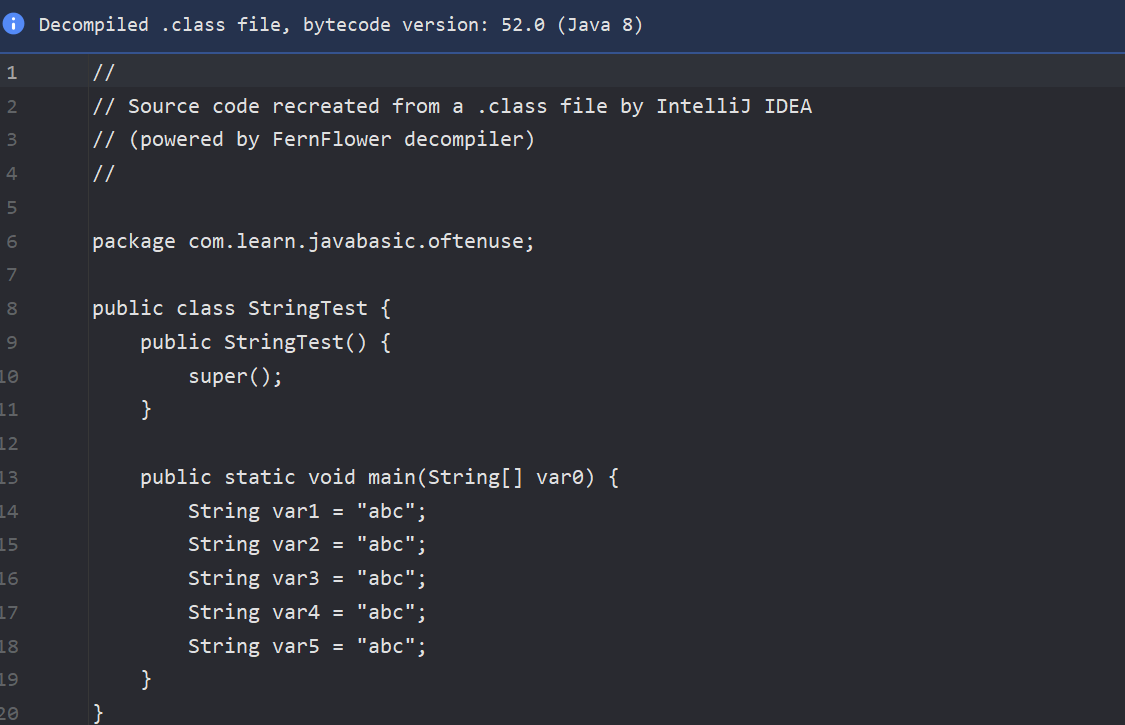 Decompiled .class file, bytecode version: 52.0 (Java 8)
1 //
2 // Source code recreated from a .class file by IntelliJ IDEA
3 // (powered by FernFlower decompiler)
4 //
5
6 package com.learn.javabasic.oftenuse;
7
8 public class StringTest {
9     public StringTest() {
10         super();
11     }
12
13     public static void main(String[] var0) {
14         String var1 = "abc";
15         String var2 = "abc";
16         String var3 = "abc";
17         String var4 = "abc";
18         String var5 = "abc";
19     }
20 }